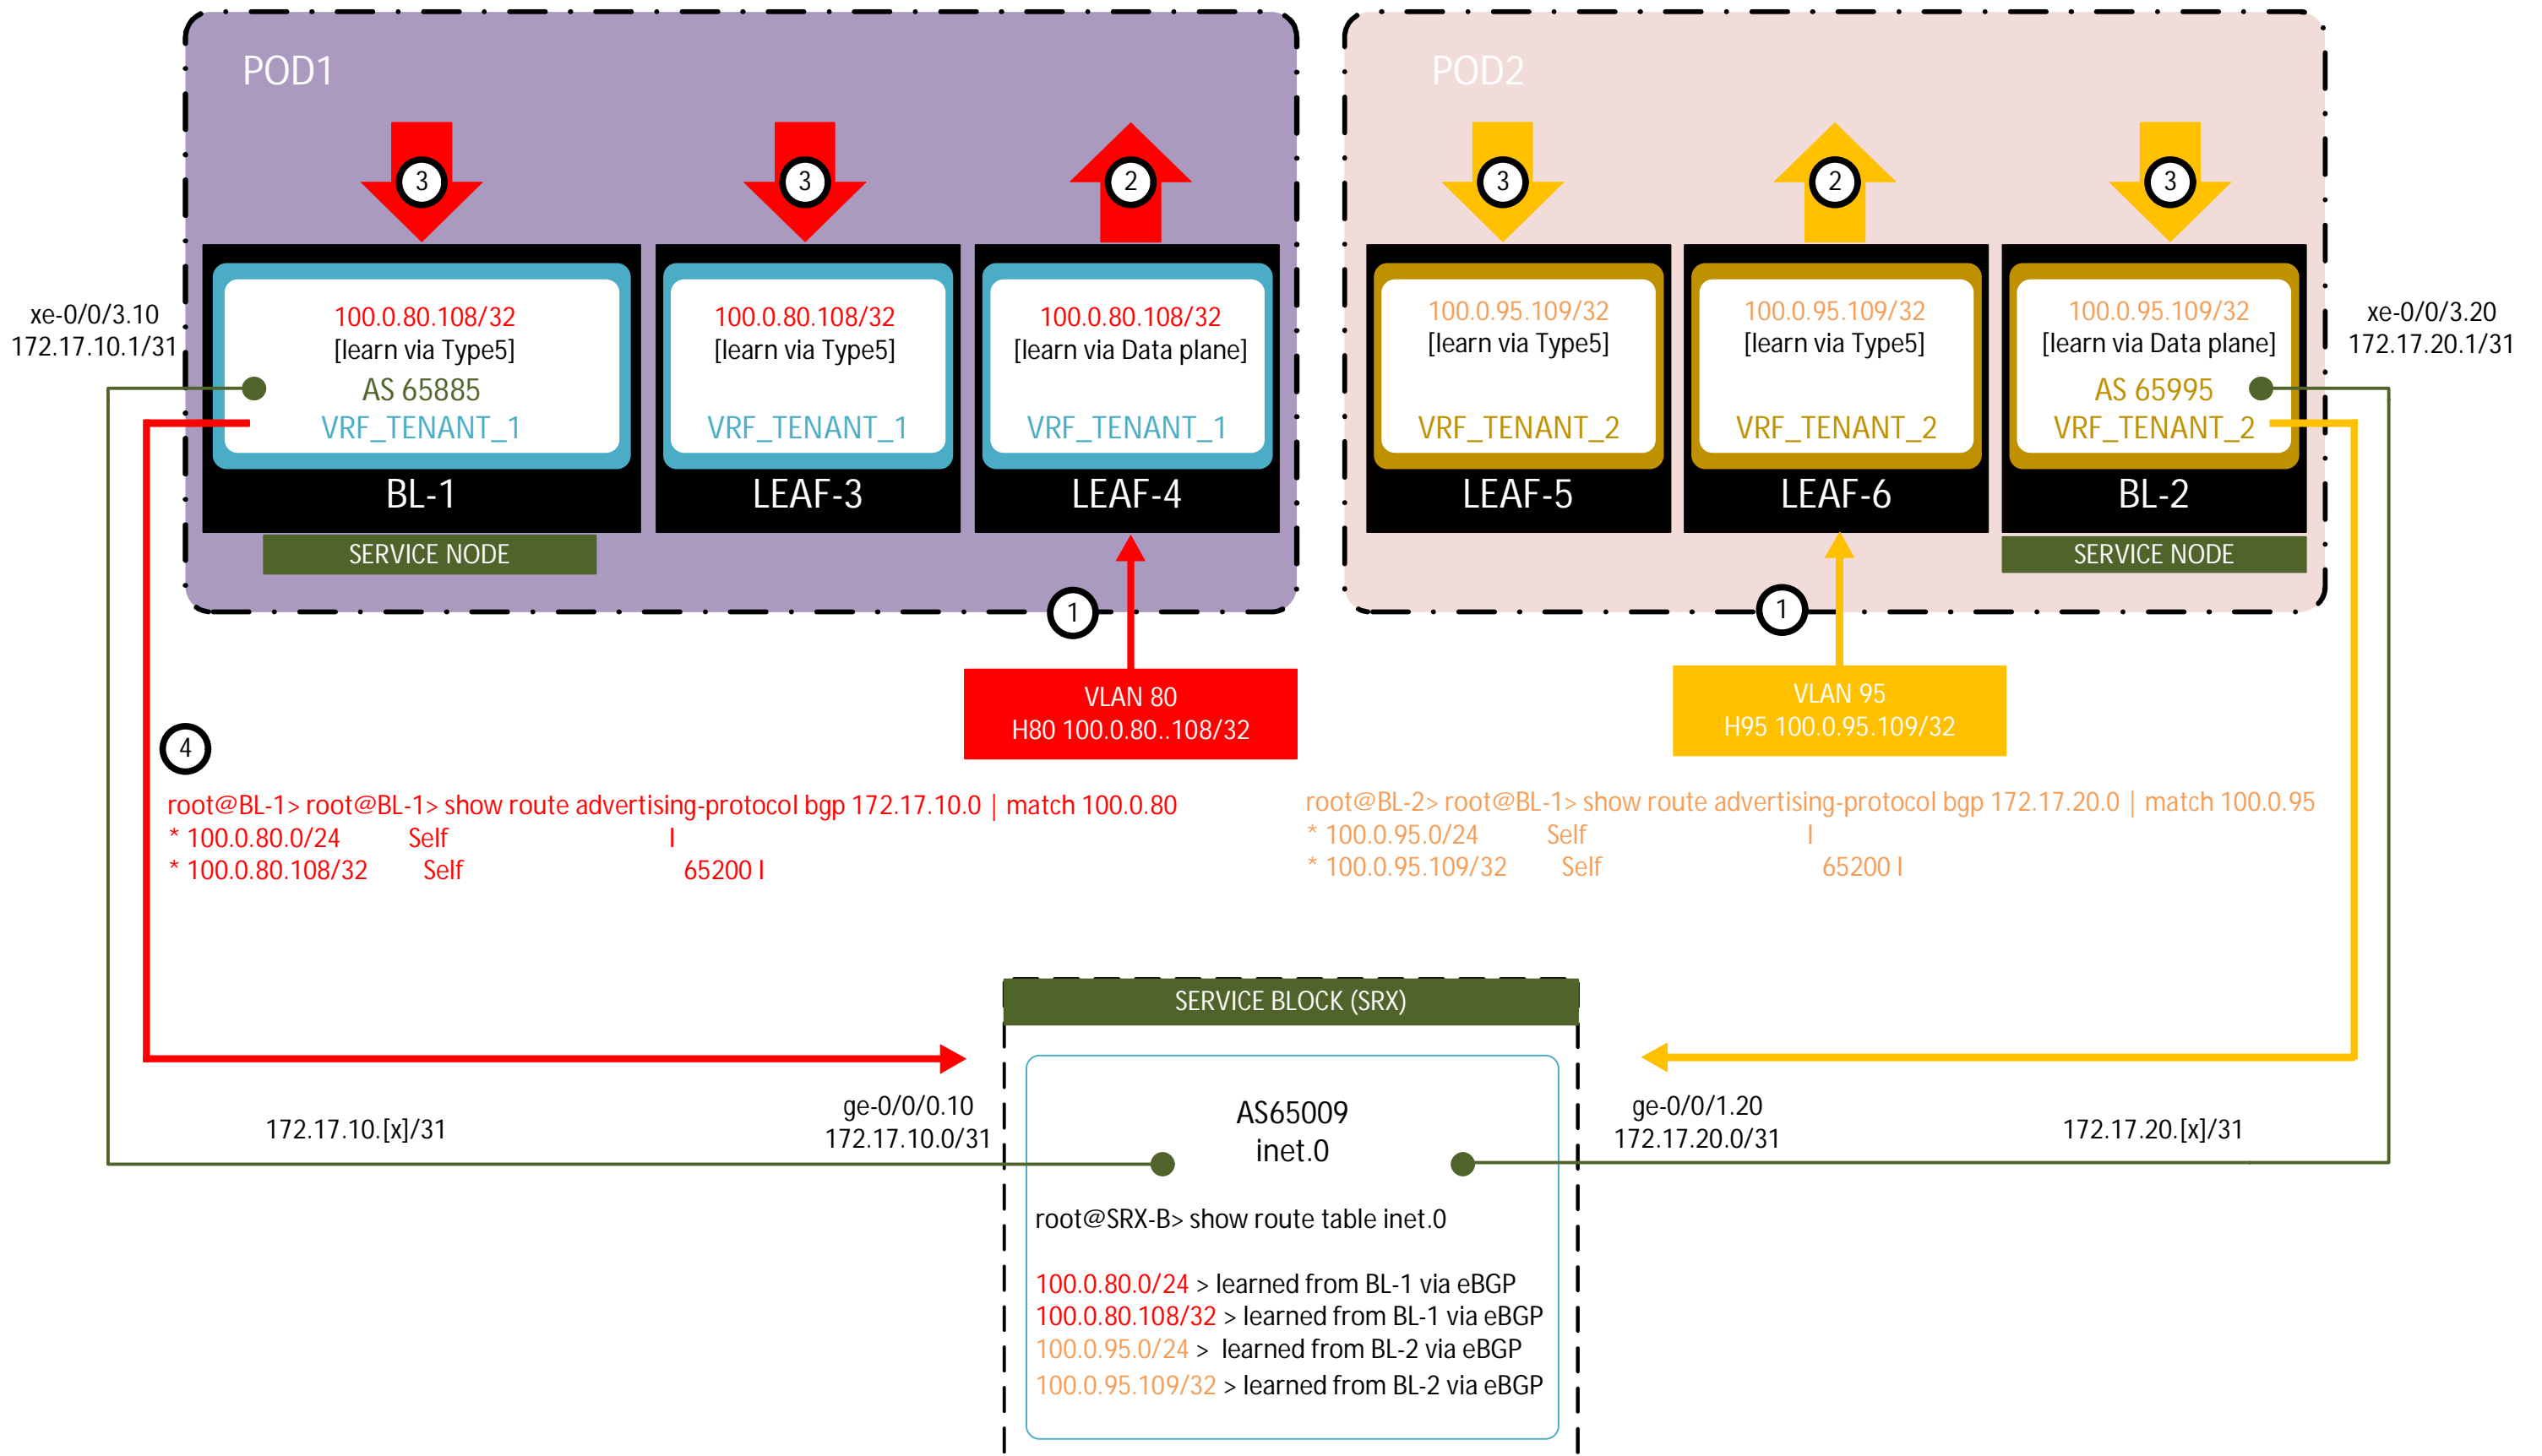 POD1
POD2
3
3
2
3
2
3
xe-0/0/3.10
172.17.10.1/31
100.0.80.108/32
[learn via Type5]
AS 65885
VRF_TENANT_1
BL-1
SERVICE NODE
100.0.80.108/32
[learn via Type5]
VRF_TENANT_1
LEAF-3
100.0.80.108/32
[learn via Data plane]
VRF_TENANT_1
LEAF-4
100.0.95.109/32
[learn via Type5]
VRF_TENANT_2
LEAF-5
100.0.95.109/32
[learn via Type5]
VRF_TENANT_2
LEAF-6
100.0.95.109/32
[learn via Data plane]
AS 65995
VRF_TENANT_2
BL-2
SERVICE NODE
xe-0/0/3.20
172.17.20.1/31
1
1
VLAN 80
H80 100.0.80..108/32
VLAN 95
H95 100.0.95.109/32
4
root@BL-1> root@BL-1> show route advertising-protocol bgp 172.17.10.0 | match 100.0.80
* 100.0.80.0/24 Self I
* 100.0.80.108/32 Self 65200 I
root@BL-2> root@BL-1> show route advertising-protocol bgp 172.17.20.0 | match 100.0.95
* 100.0.95.0/24 Self I
* 100.0.95.109/32 Self 65200 I
SERVICE BLOCK (SRX)
172.17.10.[x]/31
ge-0/0/0.10
172.17.10.0/31
AS65009
inet.0
ge-0/0/1.20
172.17.20.0/31
172.17.20.[x]/31
root@SRX-B> show route table inet.0
100.0.80.0/24 > learned from BL-1 via eBGP
100.0.80.108/32 > learned from BL-1 via eBGP
100.0.95.0/24 > learned from BL-2 via eBGP
100.0.95.109/32 > learned from BL-2 via eBGP